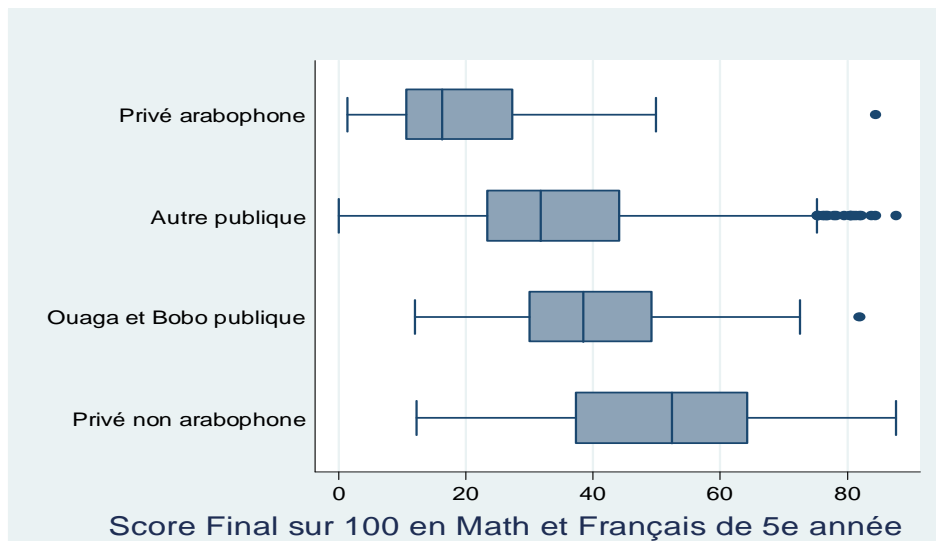 Privé arabophone
Autre publique
Ouaga et Bobo publique
Privé non arabophone
0 20 40 60 80
Score Final sur 100 en Math et Français de 5e année